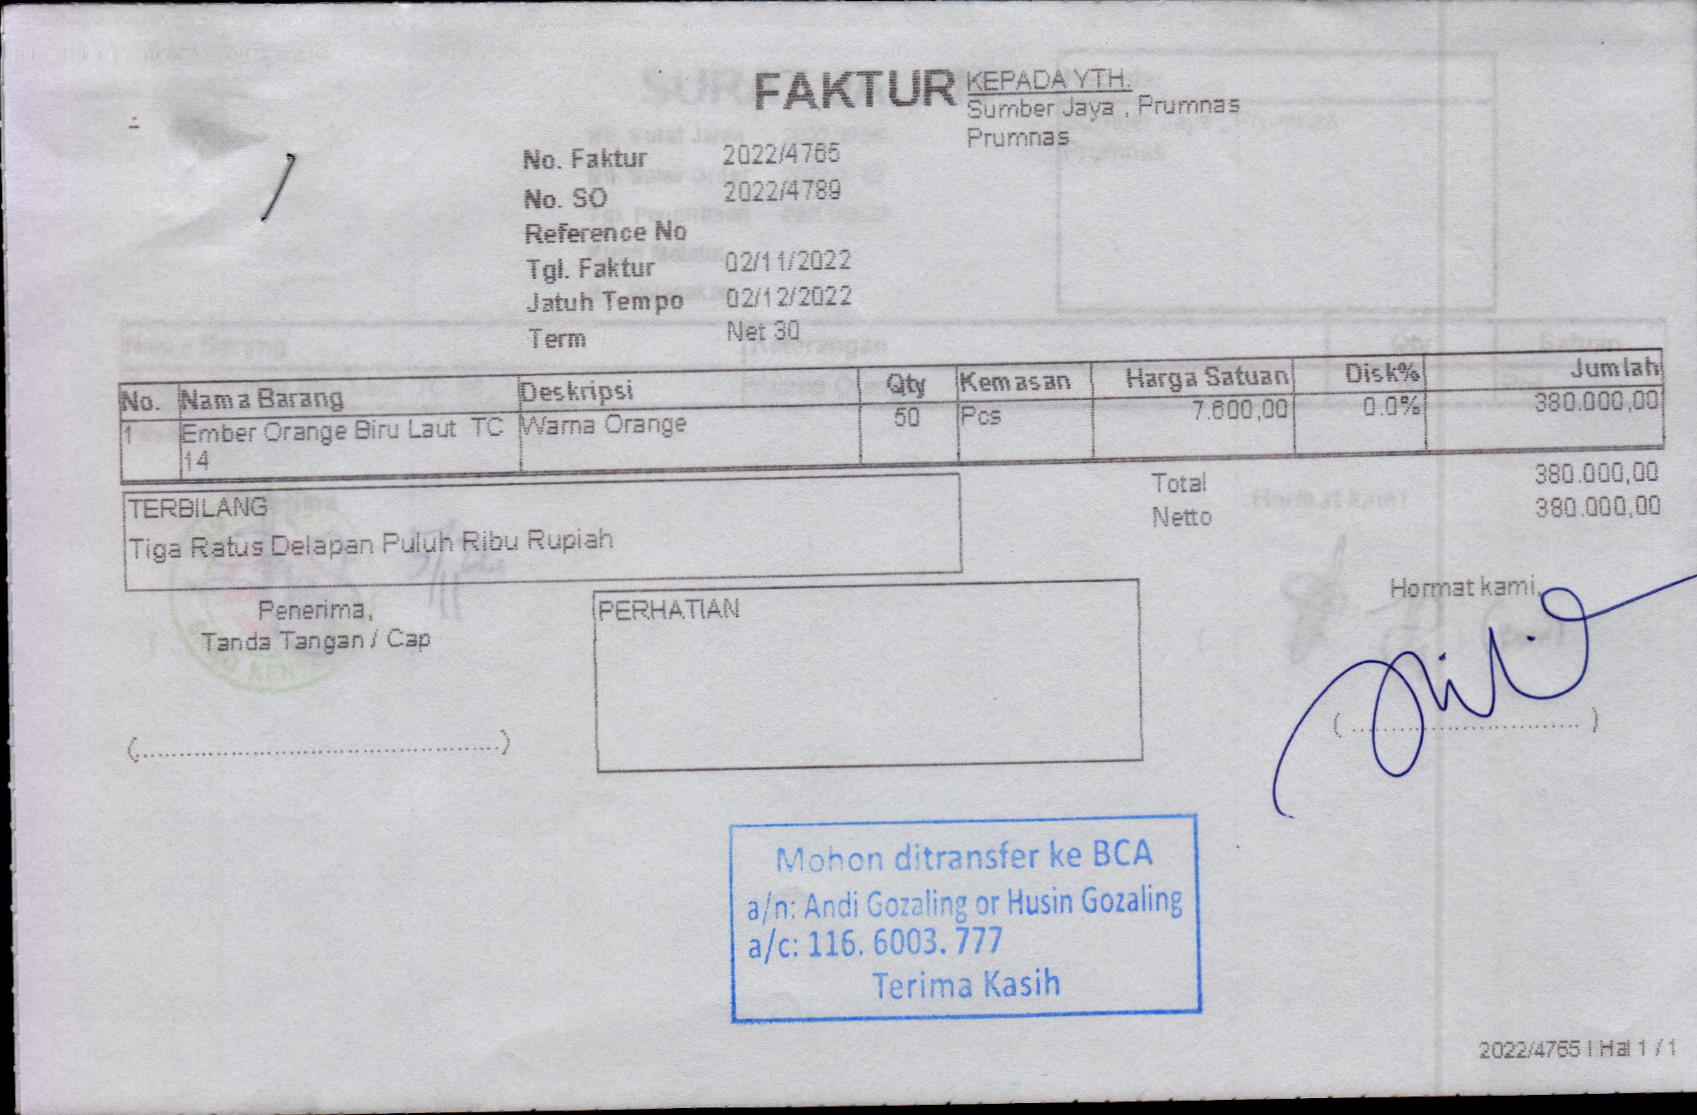 FAKTUR
KEPADA YTH.
Sumber Jaya , Prumnas
Prumnas
No. Faktur 2022/4765
No. SO 2022/4789
Reference No
Tgl. Faktur 02/11/2022
Jatuh Tempo 02/12/2022
Term Net 30
No. Nama Barang Deskripsi Qty Kemasan Harga Satuan Disk% Jumlah
1 Ember Orange Biru Laut TC Warna Orange 50 Pcs 7.600,00 0.0% 380.000,00
14
Total 380.000,00
Netto 380.000,00
TERBILANG
Tiga Ratus Delapan Puluh Ribu Rupiah
Penerima,
Tanda Tangan / Cap
(..............................................)
PERHATIAN
Hormat kami,
( ............................. )
Mohon ditransfer ke BCA
a/n: Andi Gozaling or Husin Gozaling
a/c: 116. 6003. 777
Terima Kasih
2022/4765 | Hal 1 / 1